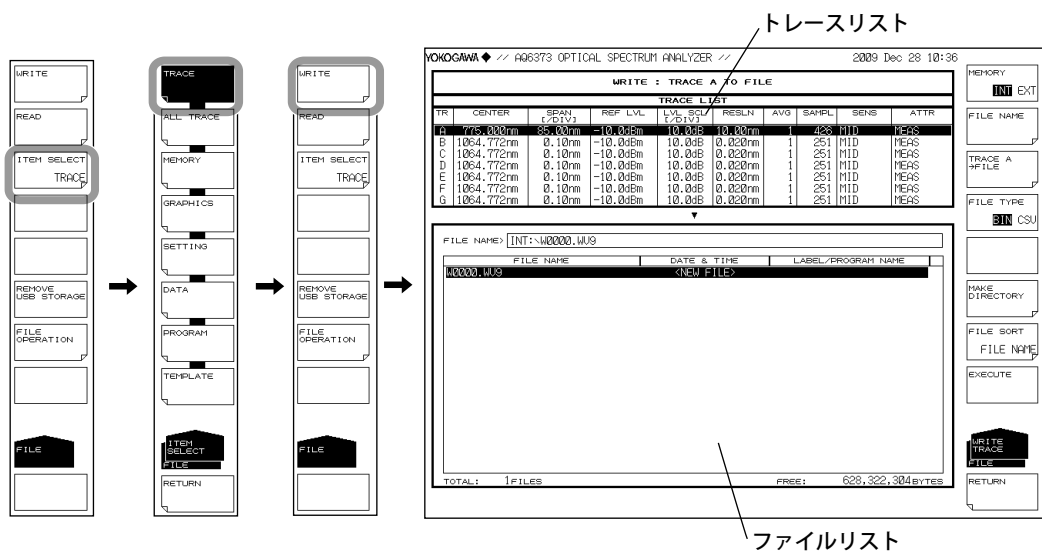 トレースリスト
WRITE
READ
ITEM SELECT
TRACE
REMOVE
USB STORAGE
FILE
OPERATION
FILE
TRACE
ALL TRACE
MEMORY
GRAPHICS
SETTING
DATA
PROGRAM
TEMPLATE
ITEM
SELECT
FILE
RETURN
WRITE
READ
ITEM SELECT
TRACE
REMOVE
USB STORAGE
FILE
OPERATION
FILE
YOKOGAWA ◆ // AQ6373 OPTICAL SPECTRUM ANALYZER // 2009 Dec 28 10:36
WRITE : TRACE A TO FILE
TRACE LIST
TR CENTER SPAN [/DIV] REF LVL LVL SCL [/DIV] RESLN AVG SAMPL SENS ATTR
A 775.000nm 85.00nm -10.0dBm 10.0dB 10.00nm 1 426 MID MEAS
B 1064.772nm 0.10nm -10.0dBm 10.0dB 0.020nm 1 251 MID MEAS
C 1064.772nm 0.10nm -10.0dBm 10.0dB 0.020nm 1 251 MID MEAS
D 1064.772nm 0.10nm -10.0dBm 10.0dB 0.020nm 1 251 MID MEAS
E 1064.772nm 0.10nm -10.0dBm 10.0dB 0.020nm 1 251 MID MEAS
F 1064.772nm 0.10nm -10.0dBm 10.0dB 0.020nm 1 251 MID MEAS
G 1064.772nm 0.10nm -10.0dBm 10.0dB 0.020nm 1 251 MID MEAS
FILE NAME> INT:\W0000.WV9
FILE NAME DATE & TIME LABEL/PROGRAM NAME
W0000.WV9 <NEW FILE>
TOTAL: 1FILES FREE: 628,322,304BYTES
MEMORY
INT EXT
FILE NAME
TRACE A
→FILE
FILE TYPE
BIN CSV
MAKE
DIRECTORY
FILE SORT
FILE NAME
EXECUTE
WRITE
TRACE
FILE
RETURN
ファイルリスト